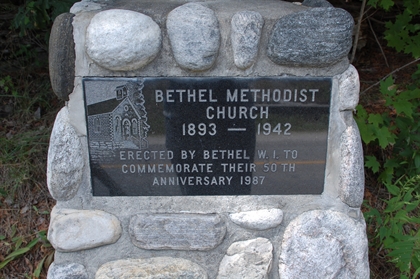 BETHEL METHODIST
CHURCH
1893 — 1942
ERECTED BY BETHEL W.I. TO
COMMEMORATE THEIR 50TH
ANNIVERSARY 1987